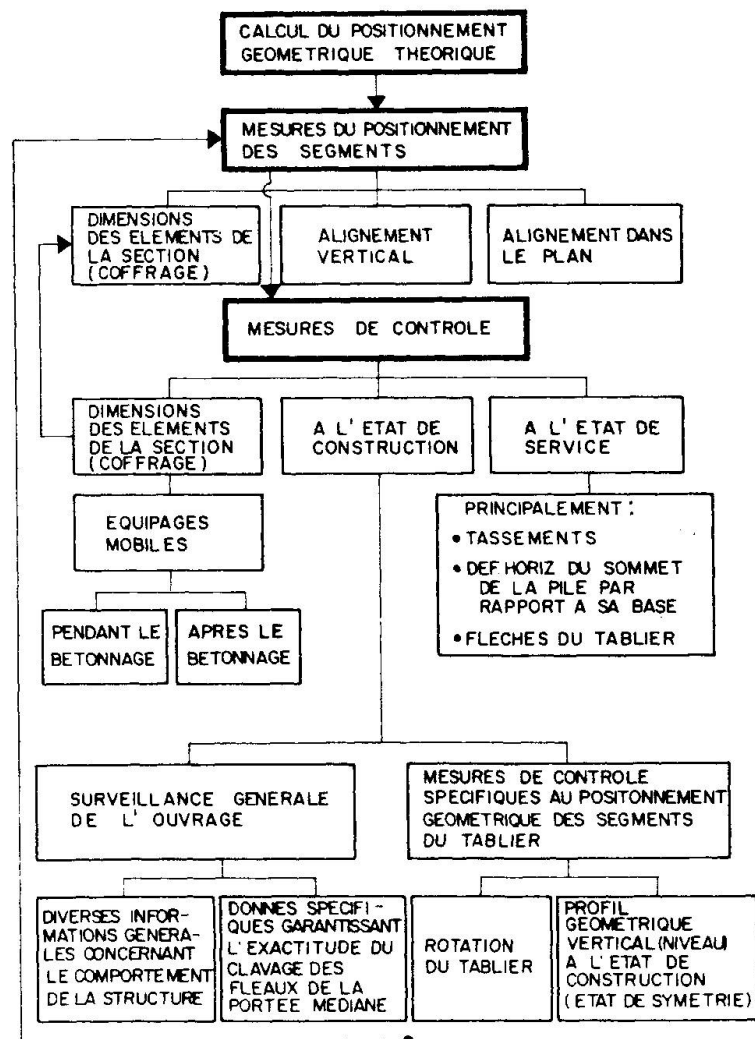 CALCUL DU POSITIONNEMENT
GEOMETRIQUE THEORIQUE
MESURES DU POSITIONNEMENT
DES SEGMENTS
DIMENSIONS
DES ELEMENTS DE
LA SECTION
(COFFRAGE)
ALIGNEMENT
VERTICAL
ALIGNEMENT DANS
LE PLAN
MESURES DE CONTROLE
DIMENSIONS
DES ELEMENTS
DE LA SECTION
(COFFRAGE)
A L'ETAT DE
CONSTRUCTION
A L'ETAT DE
SERVICE
EQUIPAGES
MOBILES
PENDANT LE
BETONNAGE
APRES LE
BETONNAGE
PRINCIPALEMENT :
• TASSEMENTS
• DEF. HORIZ DU SOMMET
DE LA PILE PAR
RAPPORT A SA BASE
• FLECHES DU TABLIER
SURVEILLANCE GENERALE
DE L'OUVRAGE
MESURES DE CONTROLE
SPECIFIQUES AU POSITONNEMENT
GEOMETRIQUE DES SEGMENTS
DU TABLIER
DIVERSES INFOR-
MATIONS GENERA-
LES CONCERNANT
LE COMPORTEMENT
DE LA STRUCTURE
DONNES SPECIFI-
QUES GARANTISSANT
L'EXACTITUDE DU
CLAVAGE DES
FLEAUX DE LA
PORTEE MEDIANE
ROTATION
DU TABLIER
PROFIL
GEOMETRIQUE
VERTICAL (NIVEAU)
A L'ETAT DE
CONSTRUCTION
(ETAT DE SYMETRIE)